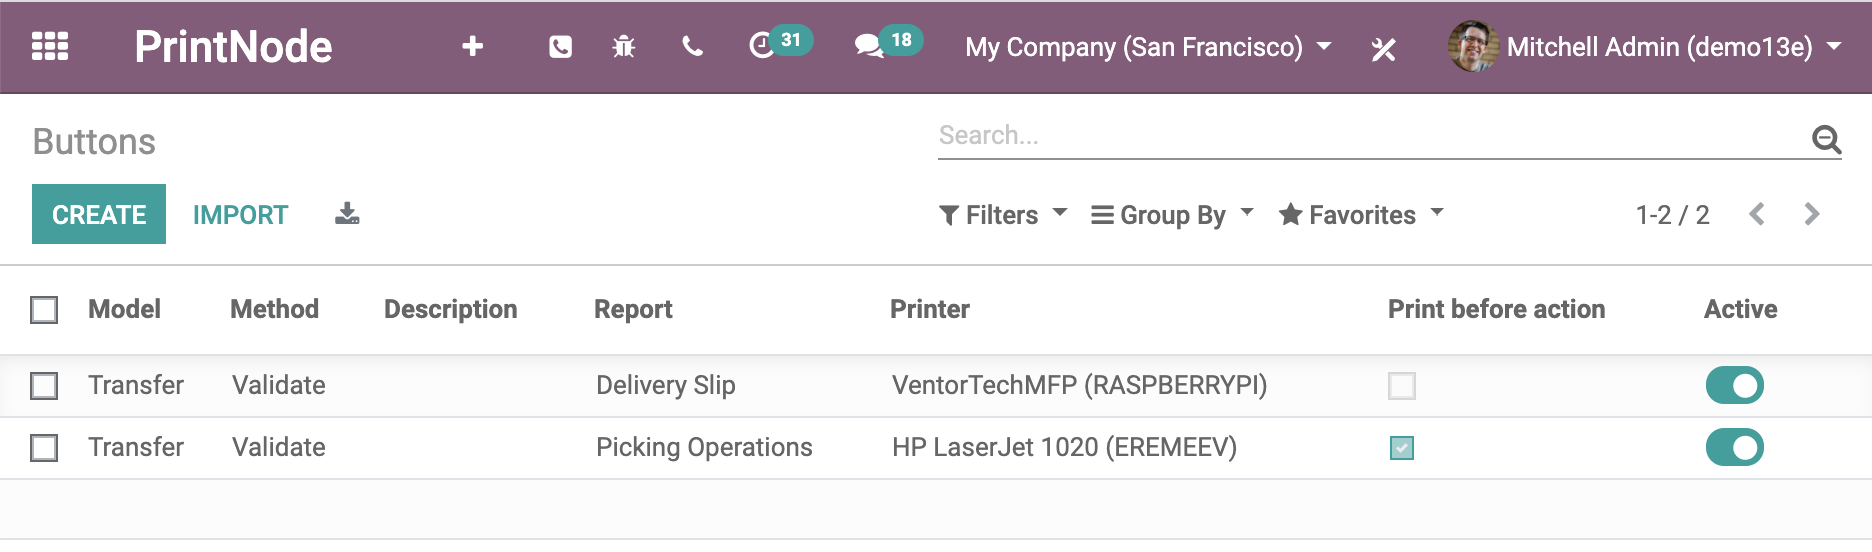 PrintNode 31 18 My Company (San Francisco) Mitchell Admin (demo13e)
Buttons Search...
CREATE IMPORT Filters Group By Favorites 1-2 / 2
Model Method Description Report Printer Print before action Active
Transfer Validate Delivery Slip VentorTechMFP (RASPBERRYPI)
Transfer Validate Picking Operations HP LaserJet 1020 (EREMEEV)